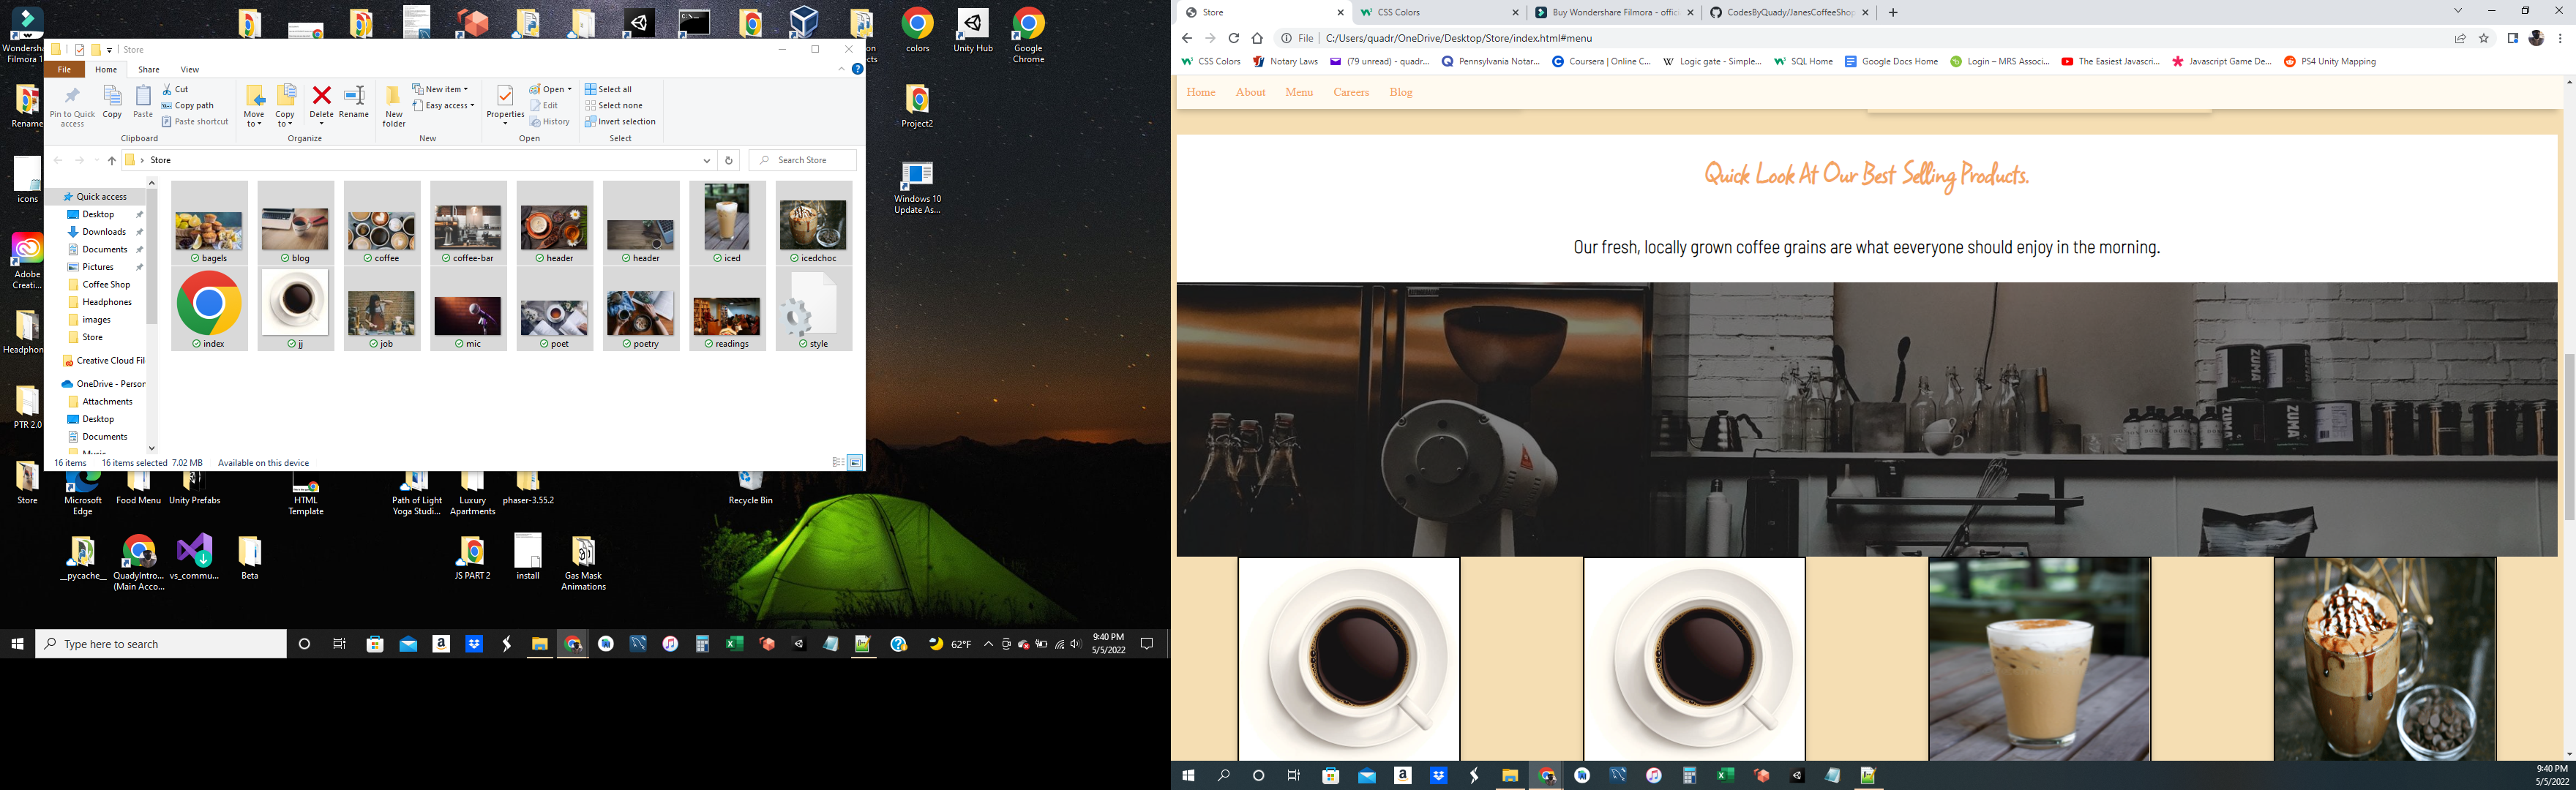 Wondersha...
Filmora 1
colors
Unity Hub
Google
Chrome
Rename
Project2
icons
Windows 10
Update As...
Adobe
Creati...
Headphon
PTR 2.0
Store
File
Home
Share
View
Pin to Quick
access
Copy
Paste
Cut
Copy path
Paste shortcut
Clipboard
Move
to
Copy
to
Delete
Rename
Organize
New
folder
New item
Easy access
New
Properties
Open
Edit
History
Open
Select all
Select none
Invert selection
Select
Store
Search Store
Quick access
Desktop
Downloads
Documents
Pictures
Coffee Shop
Headphones
images
Store
Creative Cloud Fil
OneDrive - Persor
Attachments
Desktop
Documents
bagels
blog
coffee
coffee-bar
header
header
iced
icedchoc
index
jj
job
mic
poet
poetry
readings
style
16 items
16 items selected 7.02 MB
Available on this device
Store
Microsoft
Edge
Food Menu
Unity Prefabs
HTML
Template
Path of Light
Yoga Studi...
Luxury
Apartments
phaser-3.55.2
Recycle Bin
__pycache__
QuadyIntro...
(Main Acco...
vs_commu...
Beta
JS PART 2
install
Gas Mask
Animations
Type here to search
62°F
9:40 PM
5/5/2022
Store
CSS Colors
Buy Wondershare Filmora - offic
CodesByQuady/JanesCoffeeShop
File
C:/Users/quadr/OneDrive/Desktop/Store/index.html#menu
CSS Colors
Notary Laws
(79 unread) - quadr...
Pennsylvania Notar...
Coursera | Online C...
Logic gate - Simple...
SQL Home
Google Docs Home
Login – MRS Associ...
The Easiest Javascri...
Javascript Game De...
PS4 Unity Mapping
Home
About
Menu
Careers
Blog
Quick Look At Our Best Selling Products.
Our fresh, locally grown coffee grains are what eeveryone should enjoy in the morning.
ZUMA
ZUMA
ZUMA
ZUMA
9:40 PM
5/5/2022